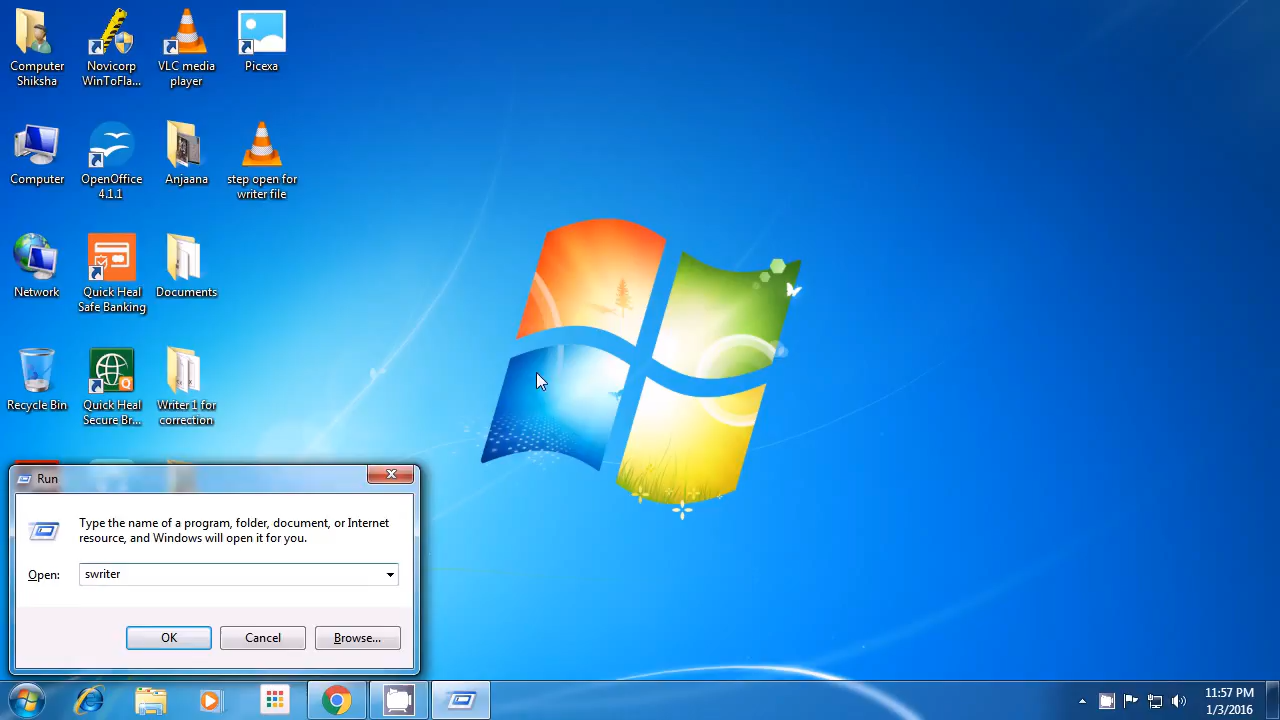 Computer
Shiksha
Novicorp
WinToFla...
VLC media
player
Picexa
Computer
OpenOffice
4.1.1
Anjaana
step open for
writer file
Network
Quick Heal
Safe Banking
Documents
Recycle Bin
Quick Heal
Secure Br...
Writer 1 for
correction
Run
Type the name of a program, folder, document, or Internet
resource, and Windows will open it for you.
Open:
swriter
OK
Cancel
Browse...
11:57 PM
1/3/2016